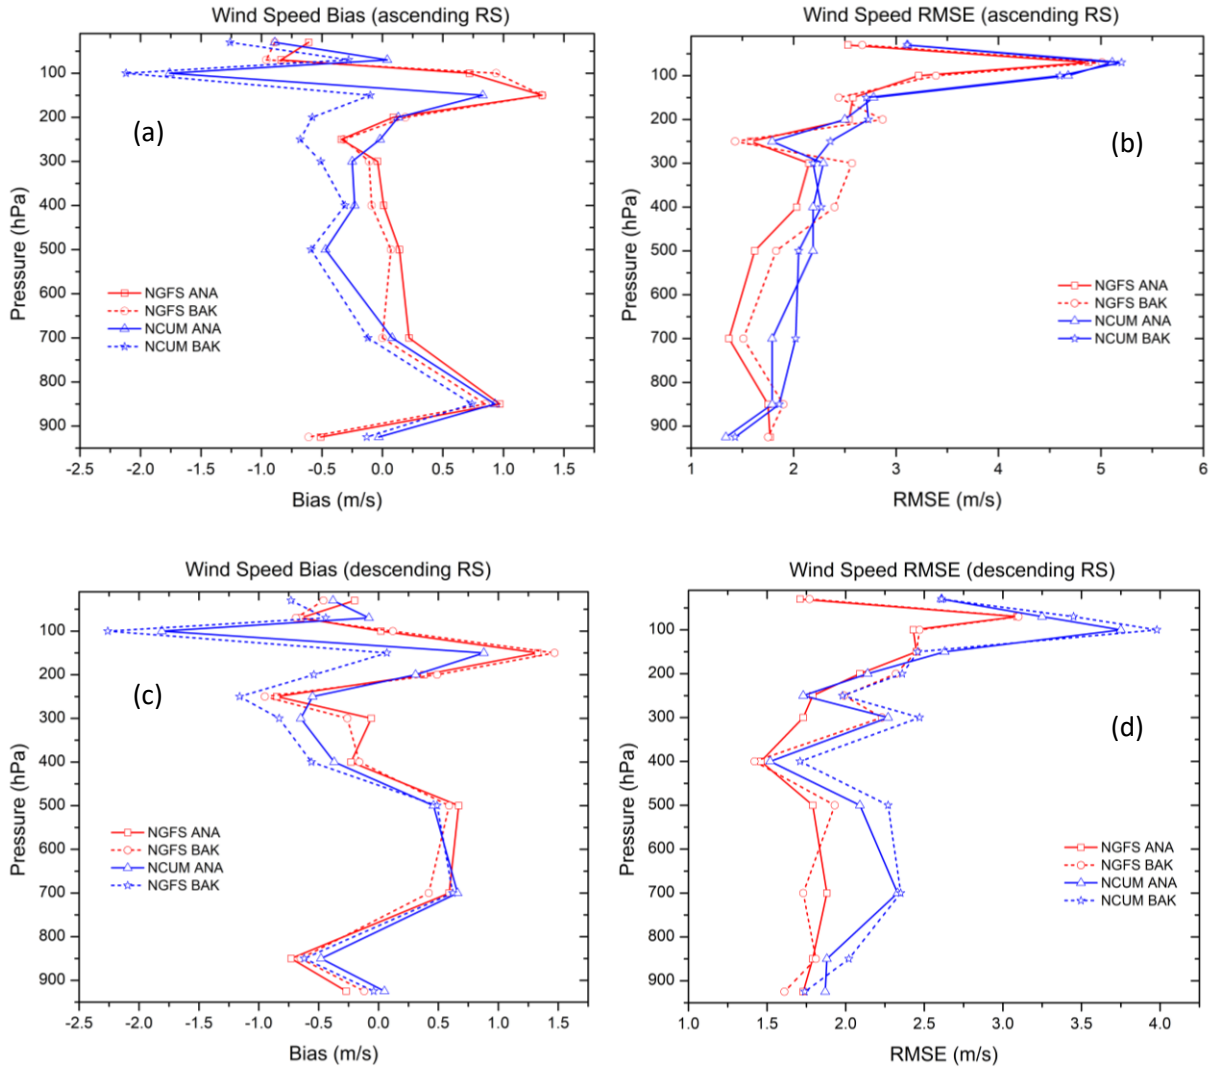 Wind Speed Bias (ascending RS)
100
200
300
400
500
600
700
800
900
Pressure (hPa)
(a)
NGFS ANA
NGFS BAK
NCUM ANA
NCUM BAK
-2.5 -2.0 -1.5 -1.0 -0.5 0.0 0.5 1.0 1.5
Bias (m/s)
Wind Speed RMSE (ascending RS)
100
200
300
400
500
600
700
800
900
Pressure (hPa)
(b)
NGFS ANA
NGFS BAK
NCUM ANA
NCUM BAK
1 2 3 4 5 6
RMSE (m/s)
Wind Speed Bias (descending RS)
100
200
300
400
500
600
700
800
900
Pressure (hPa)
(c)
NGFS ANA
NGFS BAK
NCUM ANA
NGFS BAK
-2.5 -2.0 -1.5 -1.0 -0.5 0.0 0.5 1.0 1.5
Bias (m/s)
Wind Speed RMSE (descending RS)
100
200
300
400
500
600
700
800
900
Pressure (hPa)
(d)
NGFS ANA
NGFS BAK
NCUM ANA
NCUM BAK
1.0 1.5 2.0 2.5 3.0 3.5 4.0
RMSE (m/s)